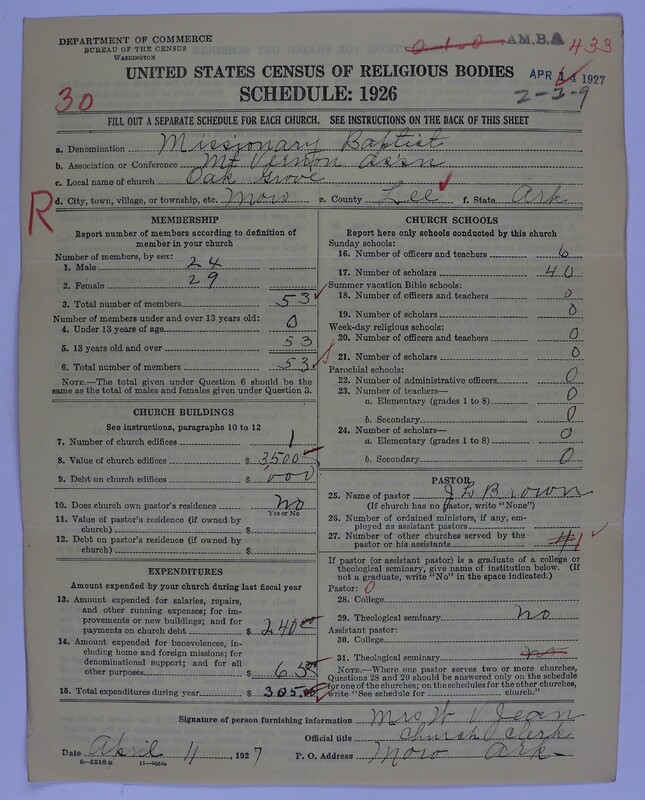 DEPARTMENT OF COMMERCE
BUREAU OF THE CENSUS
WASHINGTON
0-1-0 A.M.B.A 433
UNITED STATES CENSUS OF RELIGIOUS BODIES
APR 14 1927
30
SCHEDULE: 1926
2-3-9
FILL OUT A SEPARATE SCHEDULE FOR EACH CHURCH. SEE INSTRUCTIONS ON THE BACK OF THIS SHEET
a. Denomination Missionary Baptist
b. Association or Conference Mt Vernon Ass'n
c. Local name of church Oak Grove
R
d. City, town, village, or township, etc. Moro e. County Lee f. State Ark
MEMBERSHIP
Report number of members according to definition of
member in your church
Number of members, by sex:
1. Male 24
2. Female 29
3. Total number of members 53
Number of members under and over 13 years old:
4. Under 13 years of age 0
5. 13 years old and over 53
6. Total number of members 53
NOTE.—The total given under Question 6 should be the
same as the total of males and females given under Question 3.
CHURCH BUILDINGS
See instructions, paragraphs 10 to 12
7. Number of church edifices 1
8. Value of church edifices $ 3500
9. Debt on church edifices $ 000
10. Does church own pastor's residence No
Yes or No
11. Value of pastor's residence (if owned by
church) $
12. Debt on pastor's residence (if owned by
church) $
EXPENDITURES
Amount expended by your church during last fiscal year
13. Amount expended for salaries, repairs,
and other running expenses; for im-
provements or new buildings; and for
payments on church debt $ 240.00
14. Amount expended for benevolences, in-
cluding home and foreign missions; for
denominational support; and for all
other purposes $ 65.00
15. Total expenditures during year $ 305.00
CHURCH SCHOOLS
Report here only schools conducted by this church
Sunday schools:
16. Number of officers and teachers 6
17. Number of scholars 40
Summer vacation Bible schools:
18. Number of officers and teachers 0
19. Number of scholars 0
Week-day religious schools:
20. Number of officers and teachers 0
21. Number of scholars 0
Parochial schools:
22. Number of administrative officers 0
23. Number of teachers—
a. Elementary (grades 1 to 8) 0
b. Secondary 0
24. Number of scholars—
a. Elementary (grades 1 to 8) 0
b. Secondary 0
PASTOR
25. Name of pastor J L Brown
(If church has no pastor, write "None")
26. Number of ordained ministers, if any, em-
ployed as assistant pastors
27. Number of other churches served by the
pastor or his assistants 1
If pastor (or assistant pastor) is a graduate of a college or
theological seminary, give name of institution below. (If
not a graduate, write "No" in the space indicated.)
Pastor: 0
28. College
29. Theological seminary No
Assistant pastor:
30. College
31. Theological seminary no
NOTE.—Where one pastor serves two or more churches,
Questions 28 and 29 should be answered only on the schedule
for one of the churches; on the schedules for the other churches,
write "See schedule for church."
Signature of person furnishing information Mrs W V Jean
Official title Church Clerk
Date April 11 1927 P. O. Address Moro Ark
8-5518a 11-9054a